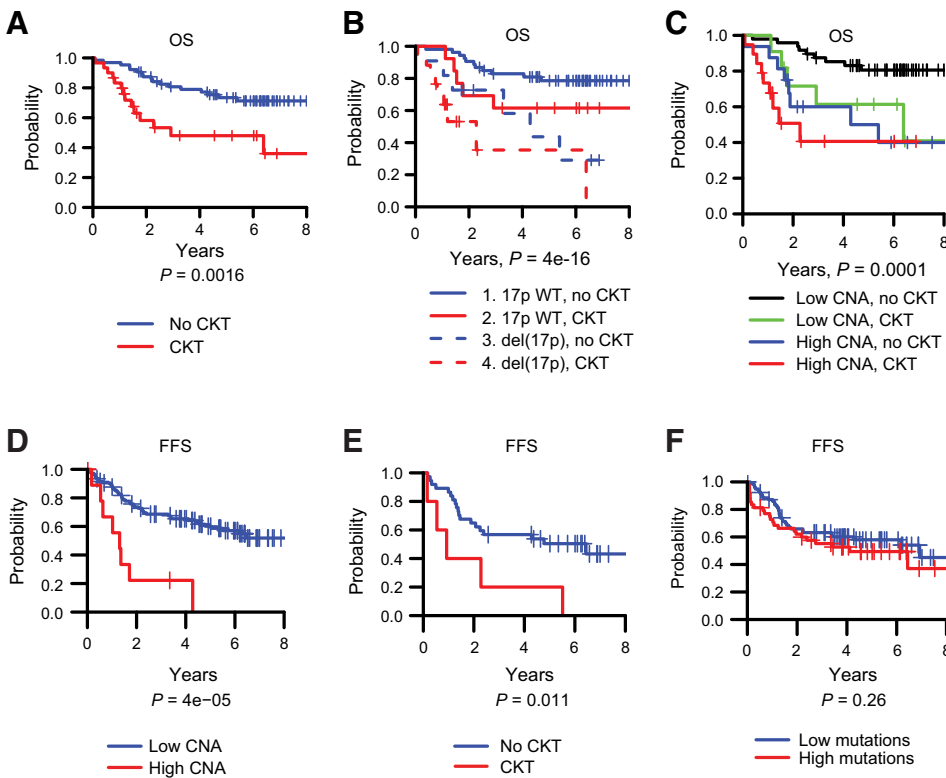 A
OS
Probability
1.0
0.8
0.6
0.4
0.2
0.0
0 2 4 6 8
Years
P = 0.0016
No CKT
CKT
B
OS
Probability
1.0
0.8
0.6
0.4
0.2
0.0
0 2 4 6 8
Years, P = 4e-16
1. 17p WT, no CKT
2. 17p WT, CKT
3. del(17p), no CKT
4. del(17p), CKT
C
OS
Probability
1.0
0.8
0.6
0.4
0.2
0.0
0 2 4 6 8
Years, P = 0.0001
Low CNA, no CKT
Low CNA, CKT
High CNA, no CKT
High CNA, CKT
D
FFS
Probability
1.0
0.8
0.6
0.4
0.2
0.0
0 2 4 6 8
Years
P = 4e−05
Low CNA
High CNA
E
FFS
Probability
1.0
0.8
0.6
0.4
0.2
0.0
0 2 4 6 8
Years
P = 0.011
No CKT
CKT
F
FFS
Probability
1.0
0.8
0.6
0.4
0.2
0.0
0 2 4 6 8
Years
P = 0.26
Low mutations
High mutations